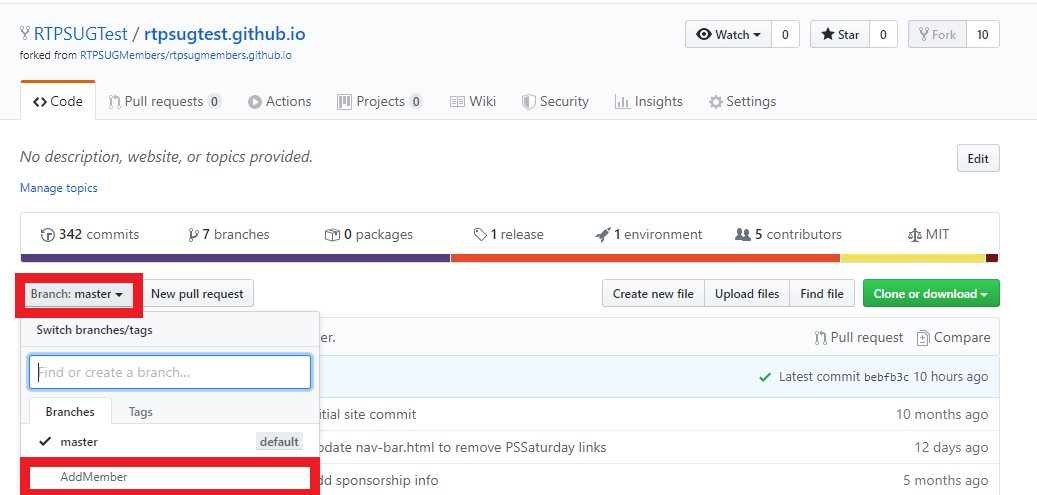 RTPSUGTest / rtpsugtest.github.io
Watch 0 Star 0 Fork 10
forked from RTPSUGMembers/rtpsugmembers.github.io
Code Pull requests 0 Actions Projects 0 Wiki Security Insights Settings
No description, website, or topics provided.
Edit
Manage topics
342 commits 7 branches 0 packages 1 release 1 environment 5 contributors MIT
Branch: master New pull request Create new file Upload files Find file Clone or download
Switch branches/tags
er. Pull request Compare
Find or create a branch...
Latest commit bebfb3c 10 hours ago
Branches Tags
itial site commit 10 months ago
master default
pdate nav-bar.html to remove PSSaturday links 12 days ago
AddMember
dd sponsorship info 5 months ago